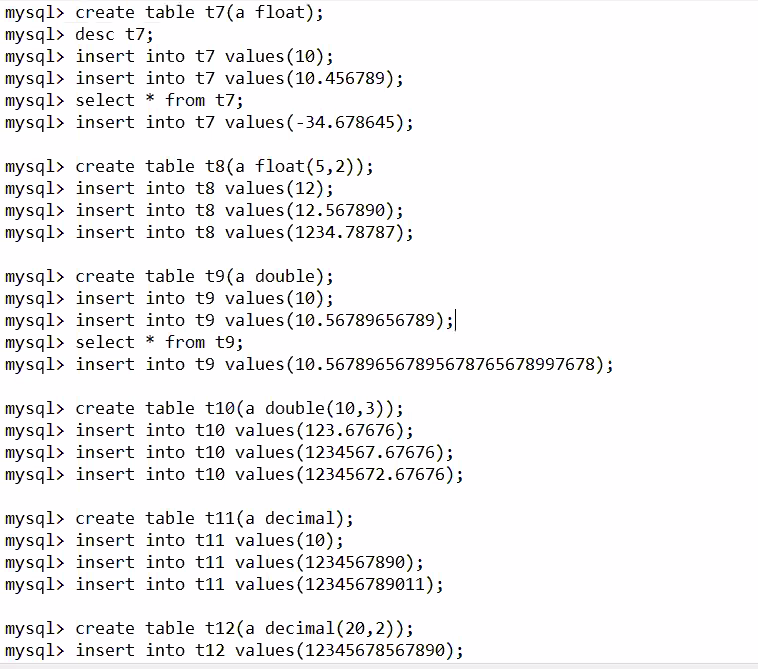 mysql> create table t7(a float);
mysql> desc t7;
mysql> insert into t7 values(10);
mysql> insert into t7 values(10.456789);
mysql> select * from t7;
mysql> insert into t7 values(-34.678645);
mysql> create table t8(a float(5,2));
mysql> insert into t8 values(12);
mysql> insert into t8 values(12.567890);
mysql> insert into t8 values(1234.78787);
mysql> create table t9(a double);
mysql> insert into t9 values(10);
mysql> insert into t9 values(10.56789656789);
mysql> select * from t9;
mysql> insert into t9 values(10.567896567895678765678997678);
mysql> create table t10(a double(10,3));
mysql> insert into t10 values(123.67676);
mysql> insert into t10 values(1234567.67676);
mysql> insert into t10 values(12345672.67676);
mysql> create table t11(a decimal);
mysql> insert into t11 values(10);
mysql> insert into t11 values(1234567890);
mysql> insert into t11 values(123456789011);
mysql> create table t12(a decimal(20,2));
mysql> insert into t12 values(12345678567890);